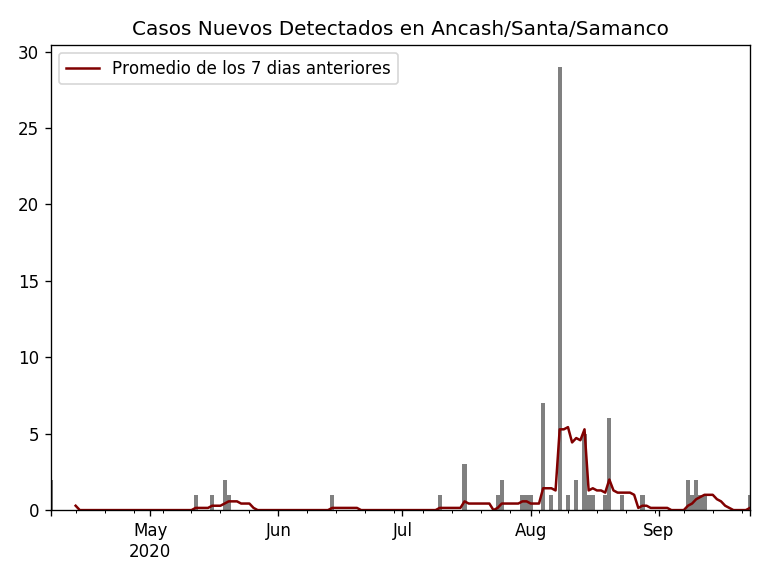 Casos Nuevos Detectados en Ancash/Santa/Samanco
Promedio de los 7 dias anteriores
30
25
20
15
10
5
0
May
2020
Jun
Jul
Aug
Sep